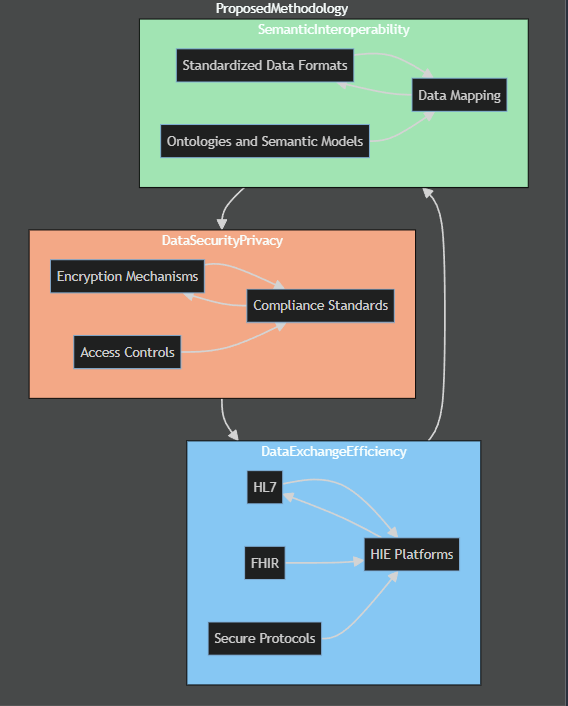 ProposedMethodology
SemanticInteroperability
Standardized Data Formats
Data Mapping
Ontologies and Semantic Models
DataSecurityPrivacy
Encryption Mechanisms
Compliance Standards
Access Controls
DataExchangeEfficiency
HL7
HIE Platforms
FHIR
Secure Protocols